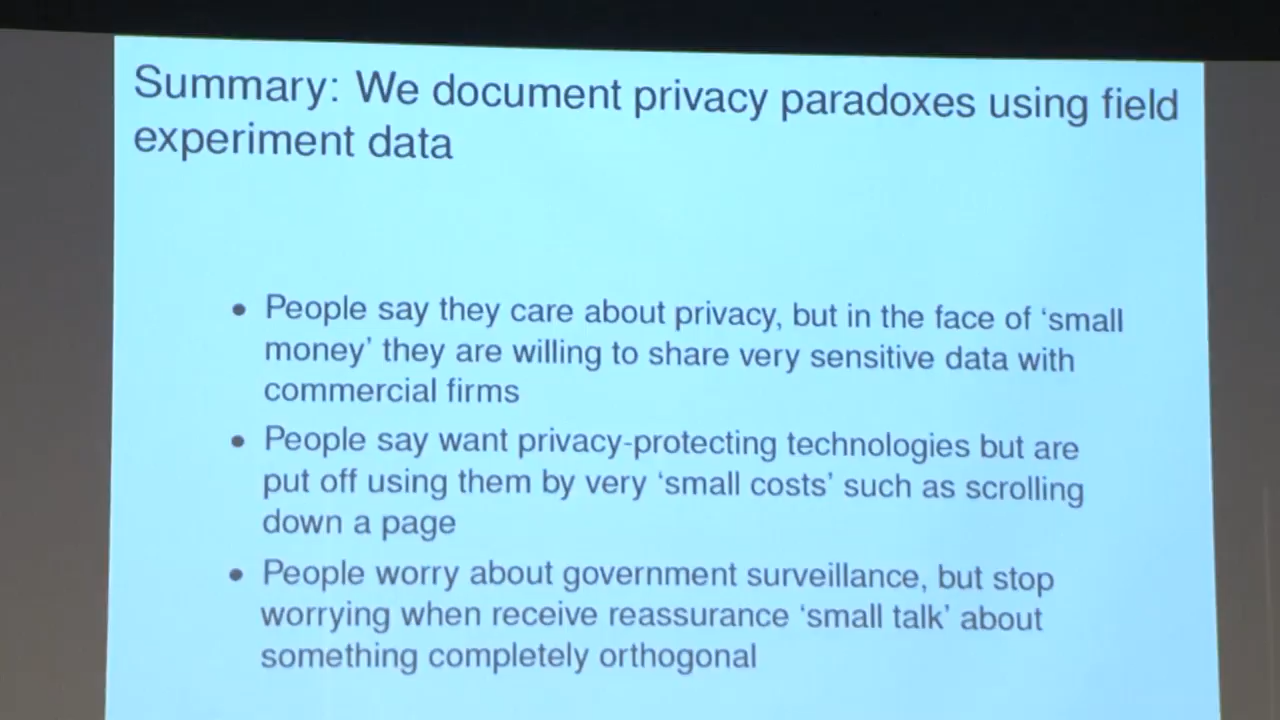 Summary: We document privacy paradoxes using field
experiment data
• People say they care about privacy, but in the face of ‘small
money’ they are willing to share very sensitive data with
commercial firms
• People say want privacy-protecting technologies but are
put off using them by very ‘small costs’ such as scrolling
down a page
• People worry about government surveillance, but stop
worrying when receive reassurance ‘small talk’ about
something completely orthogonal